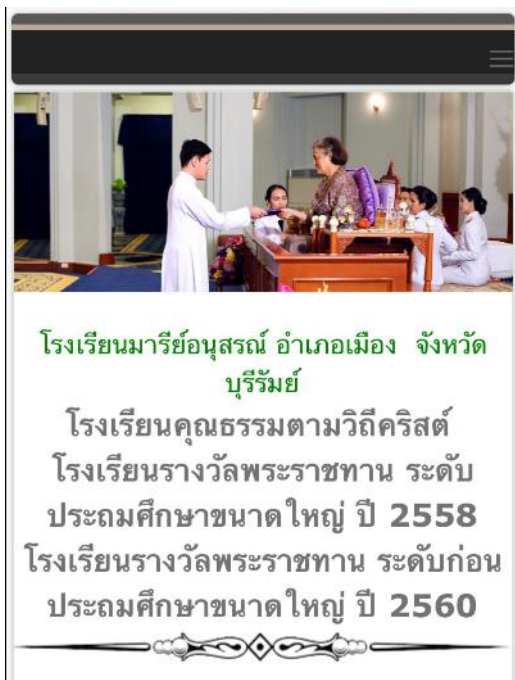 โรงเรียนมารีย์อนุสรณ์ อำเภอเมือง จังหวัด
บุรีรัมย์
โรงเรียนคุณธรรมตามวิถีคริสต์
โรงเรียนรางวัลพระราชทาน ระดับ
ประถมศึกษาขนาดใหญ่ ปี 2558
โรงเรียนรางวัลพระราชทาน ระดับก่อน
ประถมศึกษาขนาดใหญ่ ปี 2560